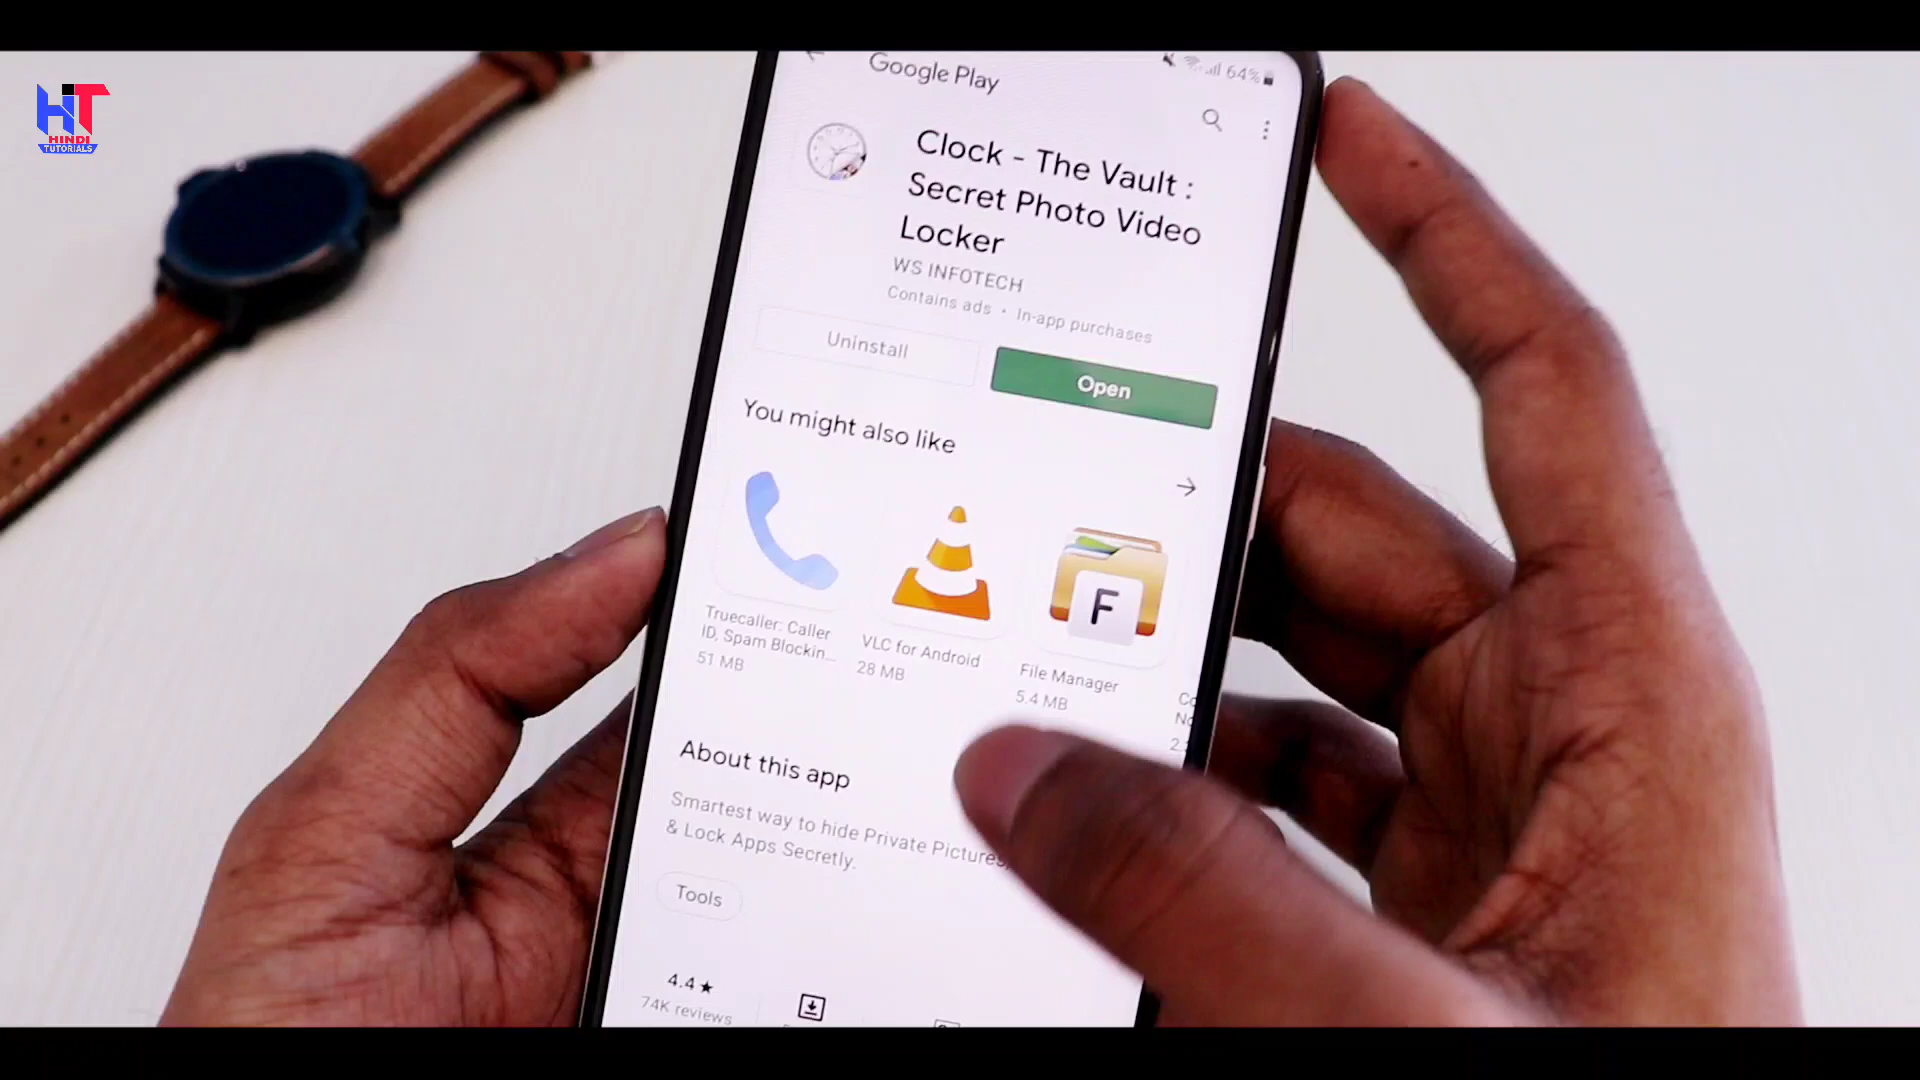 HT
HINDI
TUTORIALS
Google Play
64%
Clock - The Vault :
Secret Photo Video
Locker
WS INFOTECH
Contains ads • In-app purchases
Uninstall
Open
You might also like
Truecaller: Caller
ID, Spam Blockin...
51 MB
VLC for Android
28 MB
F
File Manager
5.4 MB
Co
No
2.
About this app
Smartest way to hide Private Pictures
& Lock Apps Secretly.
Tools
4.4 ★
74K reviews